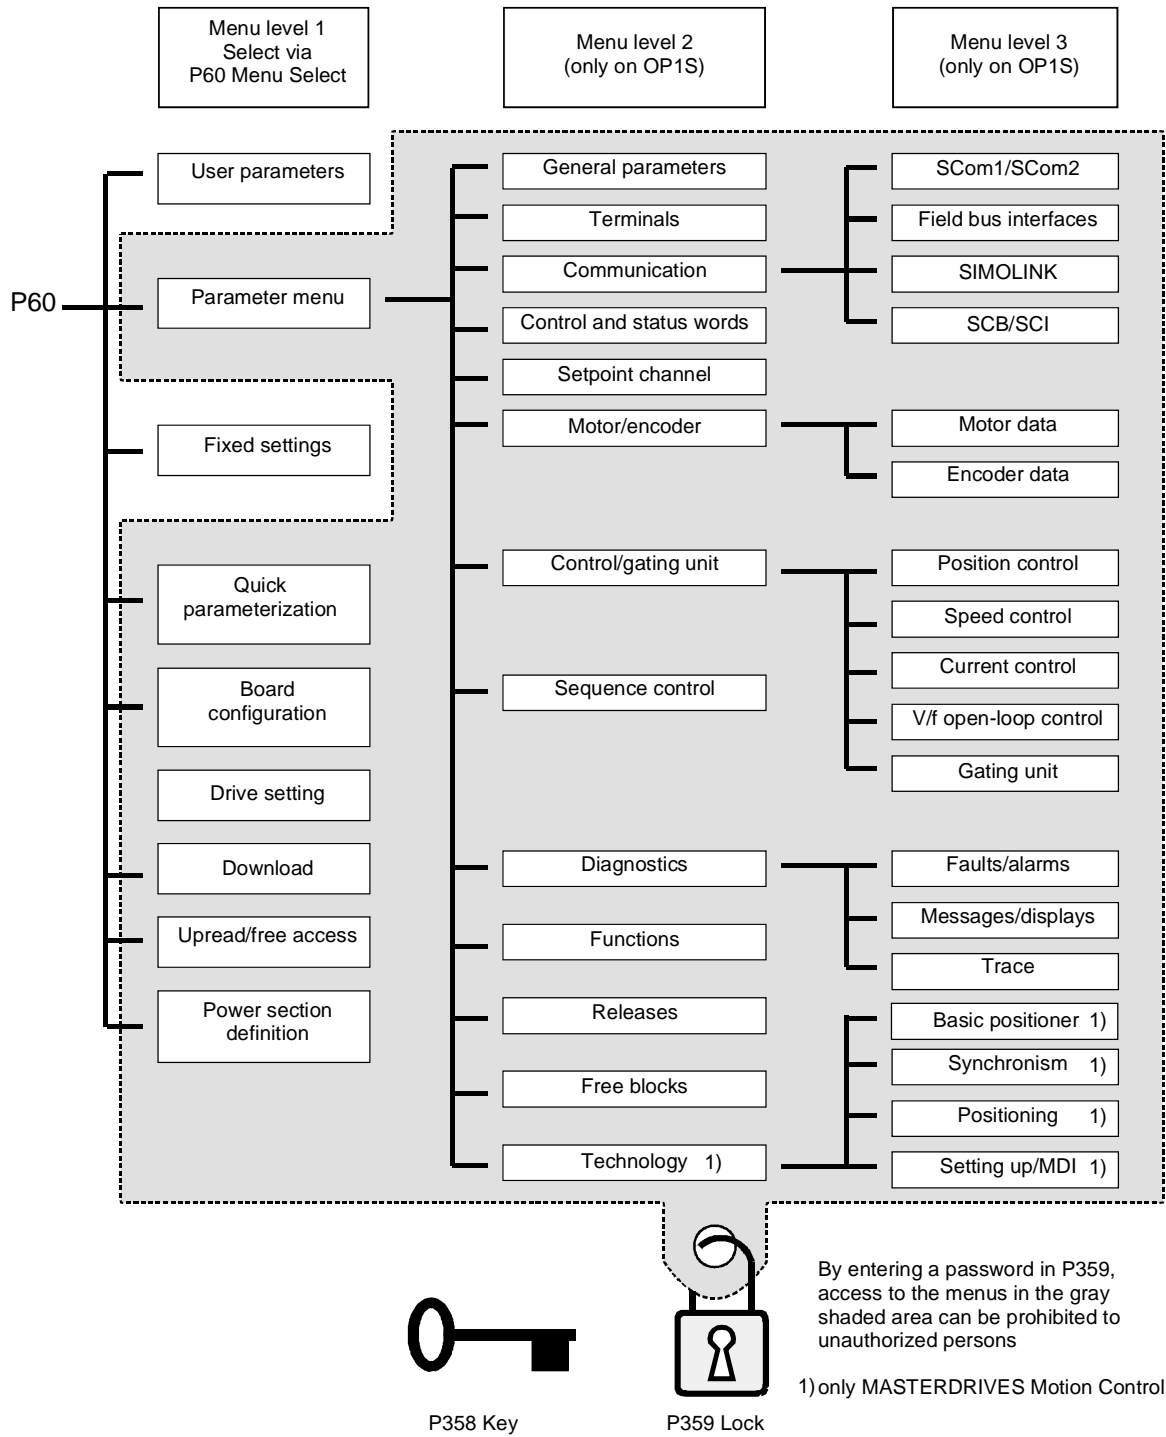 Menu level 1
Select via
P60 Menu Select
Menu level 2
(only on OP1S)
Menu level 3
(only on OP1S)
P60
User parameters
Parameter menu
Fixed settings
Quick
parameterization
Board
configuration
Drive setting
Download
Upread/free access
Power section
definition
General parameters
Terminals
Communication
Control and status words
Setpoint channel
Motor/encoder
Control/gating unit
Sequence control
Diagnostics
Functions
Releases
Free blocks
Technology 1)
SCom1/SCom2
Field bus interfaces
SIMOLINK
SCB/SCI
Motor data
Encoder data
Position control
Speed control
Current control
V/f open-loop control
Gating unit
Faults/alarms
Messages/displays
Trace
Basic positioner 1)
Synchronism 1)
Positioning 1)
Setting up/MDI 1)
P358 Key
P359 Lock
By entering a password in P359,
access to the menus in the gray
shaded area can be prohibited to
unauthorized persons
1) only MASTERDRIVES Motion Control